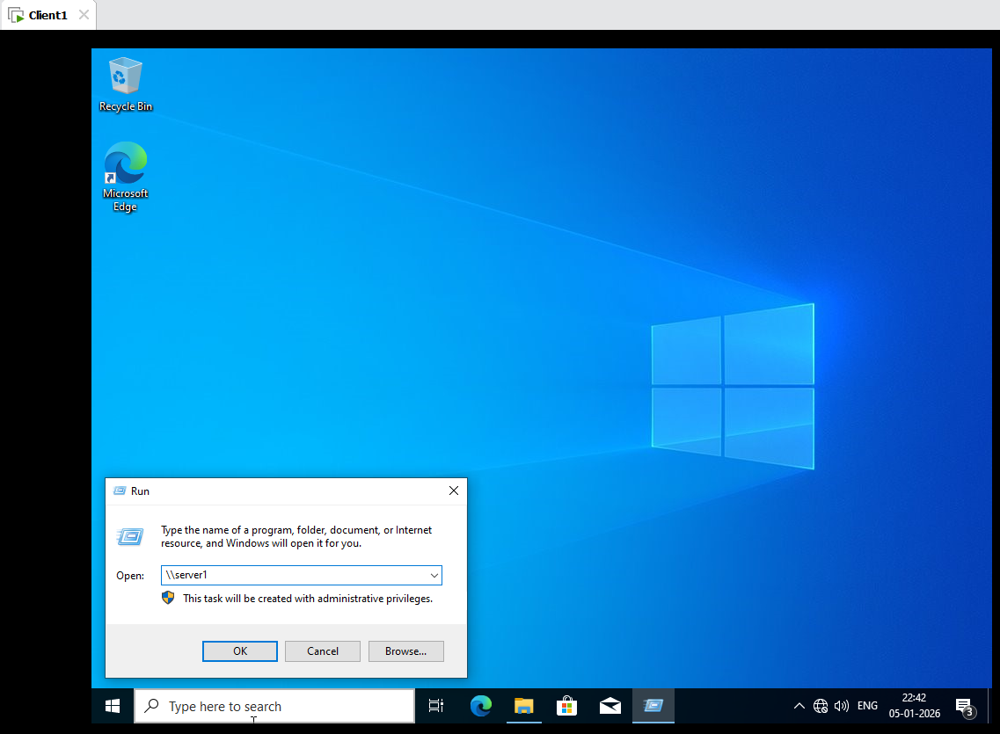 Client1
Recycle Bin
Microsoft
Edge
Run
Type the name of a program, folder, document, or Internet
resource, and Windows will open it for you.
Open:
\\server1
This task will be created with administrative privileges.
OK
Cancel
Browse...
Type here to search
ENG
22:42
05-01-2026
3